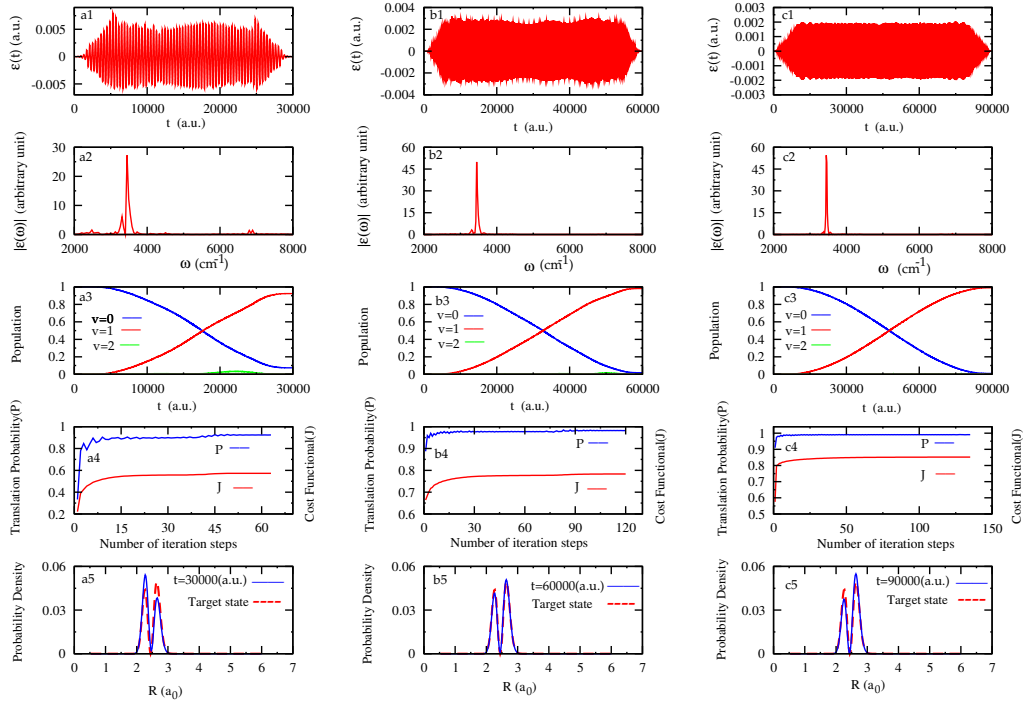 a1
ε(t) (a.u.)
0.005
0
-0.005
0
10000
20000
30000
t (a.u.)
b1
ε(t) (a.u.)
0.004
0.002
0
-0.002
-0.004
0
20000
40000
60000
t (a.u.)
c1
ε(t) (a.u.)
0.003
0.002
0.001
0
-0.001
-0.002
-0.003
0
30000
60000
90000
t (a.u.)
a2
|ε(ω)| (arbitrary unit)
30
20
10
0
2000
4000
6000
8000
ω (cm⁻¹)
b2
|ε(ω)| (arbitrary unit)
60
45
30
15
0
2000
4000
6000
8000
ω (cm⁻¹)
c2
|ε(ω)| (arbitrary unit)
60
45
30
15
0
2000
4000
6000
8000
ω (cm⁻¹)
a3
Population
1
0.8
0.6
0.4
0.2
0
v=0
v=1
v=2
0
10000
20000
30000
t (a.u.)
b3
Population
1
0.8
0.6
0.4
0.2
0
v=0
v=1
v=2
0
20000
40000
60000
t (a.u.)
c3
Population
1
0.8
0.6
0.4
0.2
0
v=0
v=1
v=2
0
30000
60000
90000
t (a.u.)
a4
Translation Probability(P)
Cost Functional(J)
1
0.8
0.6
0.4
0.2
P
J
0
15
30
45
60
Number of iteration steps
b4
Translation Probability(P)
Cost Functional(J)
1
0.9
0.8
0.7
0.6
P
J
0
30
60
90
120
Number of iteration steps
c4
Translation Probability(P)
Cost Functional(J)
1
0.9
0.8
0.7
0.6
0.5
P
J
0
50
100
150
Number of iteration steps
a5
Probability Density
0.06
0.03
0
t=30000(a.u.)
Target state
0 1 2 3 4 5 6 7
R (a₀)
b5
Probability Density
0.06
0.03
0
t=60000(a.u.)
Target state
0 1 2 3 4 5 6 7
R (a₀)
c5
Probability Density
0.06
0.03
0
t=90000(a.u.)
Target state
0 1 2 3 4 5 6 7
R (a₀)